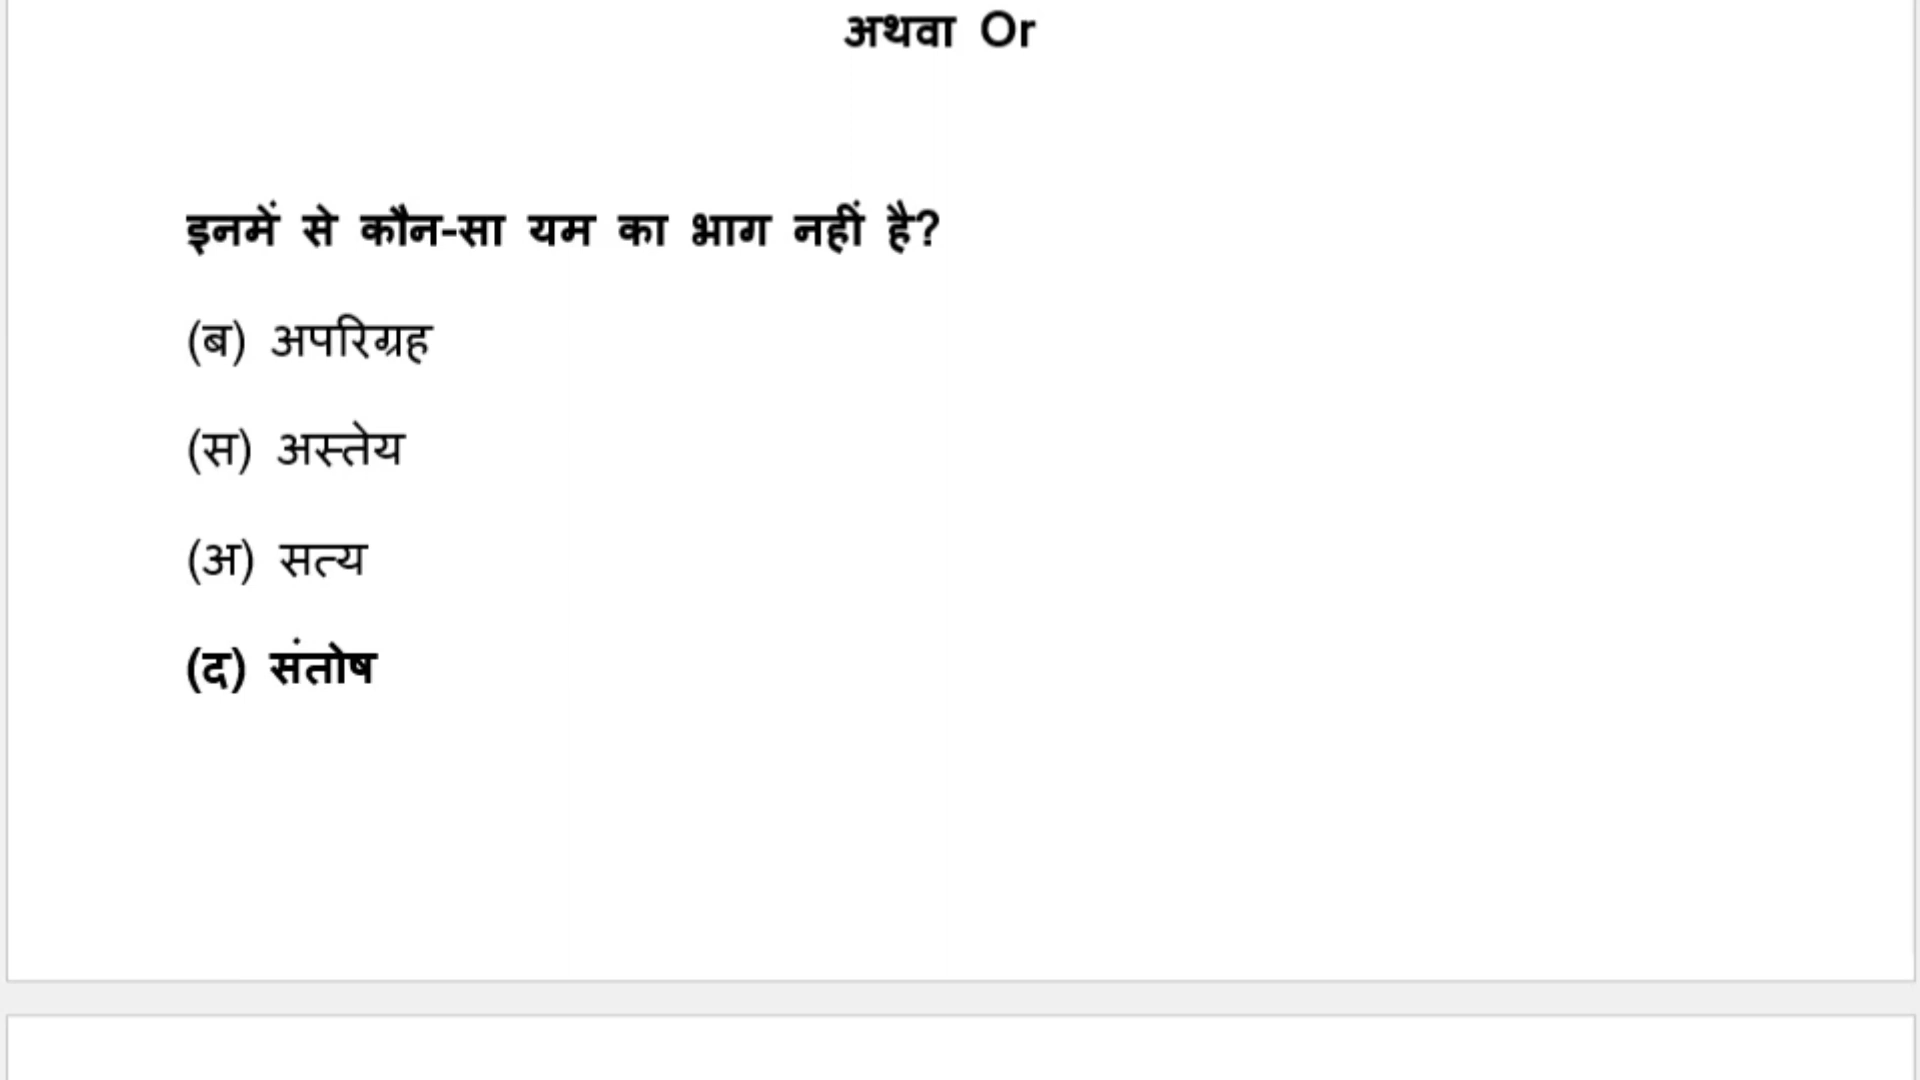 अथवा Or
इनमें से कौन-सा यम का भाग नहीं है?
(ब) अपरिग्रह
(स) अस्तेय
(अ) सत्य
(द) संतोष